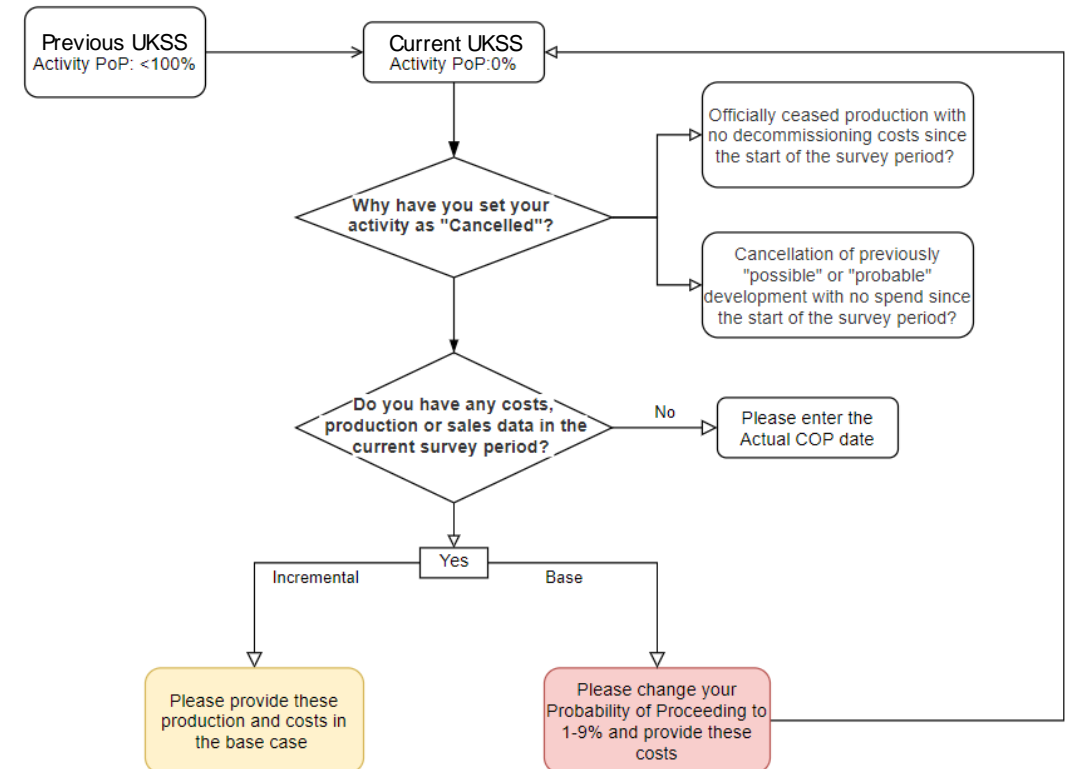 Previous UKSS
Activity PoP: <100%
Current UKSS
Activity PoP:0%
Officially ceased production with
no decommissioning costs since
the start of the survey period?
Why have you set your
activity as "Cancelled"?
Cancellation of previously
"possible" or "probable"
development with no spend since
the start of the survey period?
Do you have any costs,
production or sales data in the
current survey period?
No
Please enter the
Actual COP date
Yes
Incremental
Base
Please provide these
production and costs in
the base case
Please change your
Probability of Proceeding to
1-9% and provide these
costs